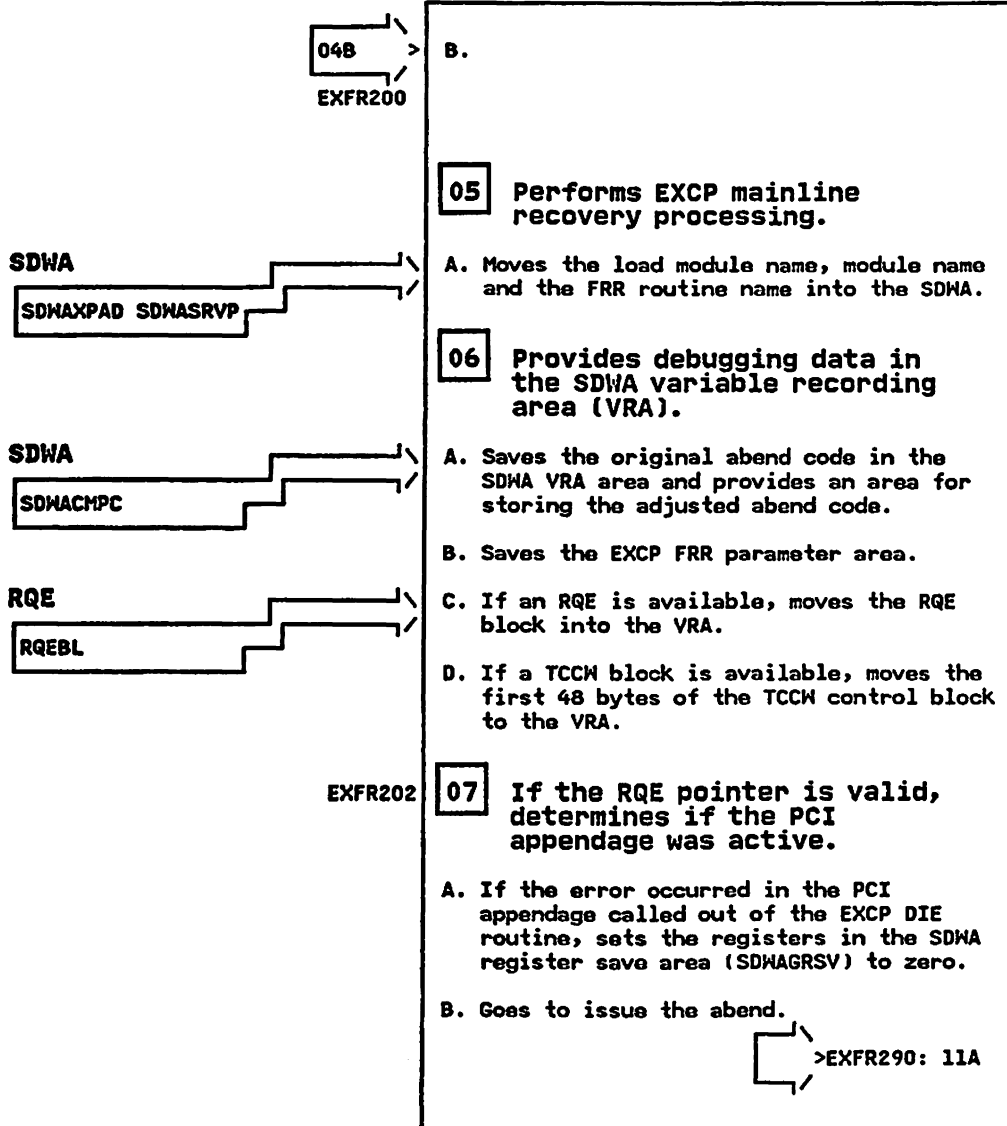 04B > B.
EXFR200
05 Performs EXCP mainline
recovery processing.
SDWA
SDWAXPAD SDWASRVP
A. Moves the load module name, module name
and the FRR routine name into the SDWA.
06 Provides debugging data in
the SDWA variable recording
area (VRA).
SDWA
SDWACMPC
A. Saves the original abend code in the
SDWA VRA area and provides an area for
storing the adjusted abend code.
B. Saves the EXCP FRR parameter area.
RQE
RQEBL
C. If an RQE is available, moves the RQE
block into the VRA.
D. If a TCCW block is available, moves the
first 48 bytes of the TCCW control block
to the VRA.
EXFR202 07 If the RQE pointer is valid,
determines if the PCI
appendage was active.
A. If the error occurred in the PCI
appendage called out of the EXCP DIE
routine, sets the registers in the SDWA
register save area (SDWAGRSV) to zero.
B. Goes to issue the abend.
>EXFR290: 11A